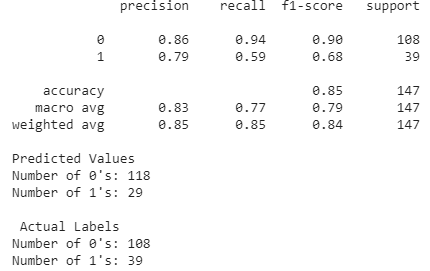 precision recall f1-score support
0 0.86 0.94 0.90 108
1 0.79 0.59 0.68 39
accuracy 0.85 147
macro avg 0.83 0.77 0.79 147
weighted avg 0.85 0.85 0.84 147
Predicted Values
Number of 0's: 118
Number of 1's: 29
Actual Labels
Number of 0's: 108
Number of 1's: 39